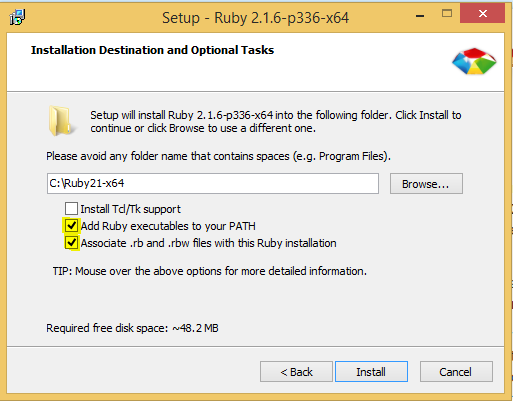 Setup - Ruby 2.1.6-p336-x64
Installation Destination and Optional Tasks
Setup will install Ruby 2.1.6-p336-x64 into the following folder. Click Install to
continue or click Browse to use a different one.
Please avoid any folder name that contains spaces (e.g. Program Files).
C:\Ruby21-x64
Browse...
Install Tcl/Tk support
Add Ruby executables to your PATH
Associate .rb and .rbw files with this Ruby installation
TIP: Mouse over the above options for more detailed information.
Required free disk space: ~48.2 MB
< Back
Install
Cancel